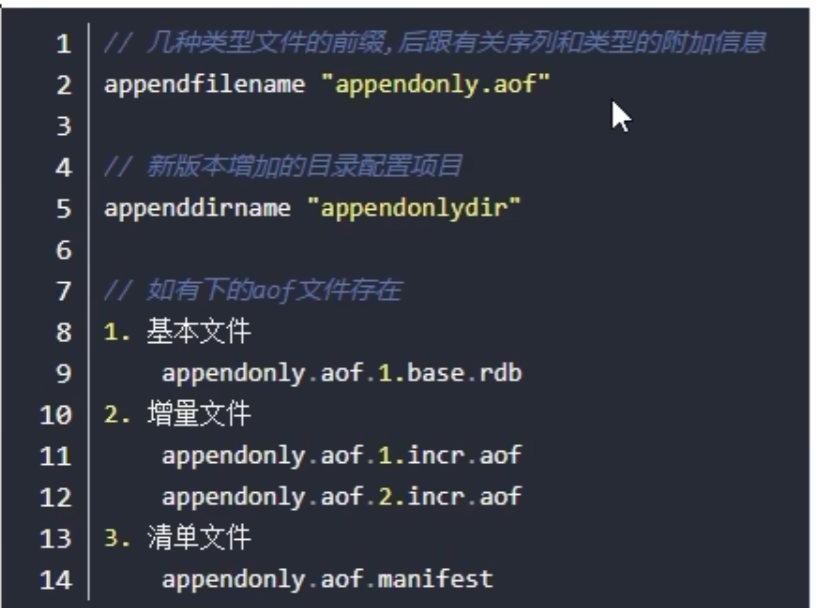 1 // 几种类型文件的前缀,后跟有关序列和类型的附加信息
2 appendfilename "appendonly.aof"
3
4 // 新版本增加的目录配置项目
5 appenddirname "appendonlydir"
6
7 // 如有下的aof文件存在
8 1. 基本文件
9 appendonly.aof.1.base.rdb
10 2. 增量文件
11 appendonly.aof.1.incr.aof
12 appendonly.aof.2.incr.aof
13 3. 清单文件
14 appendonly.aof.manifest